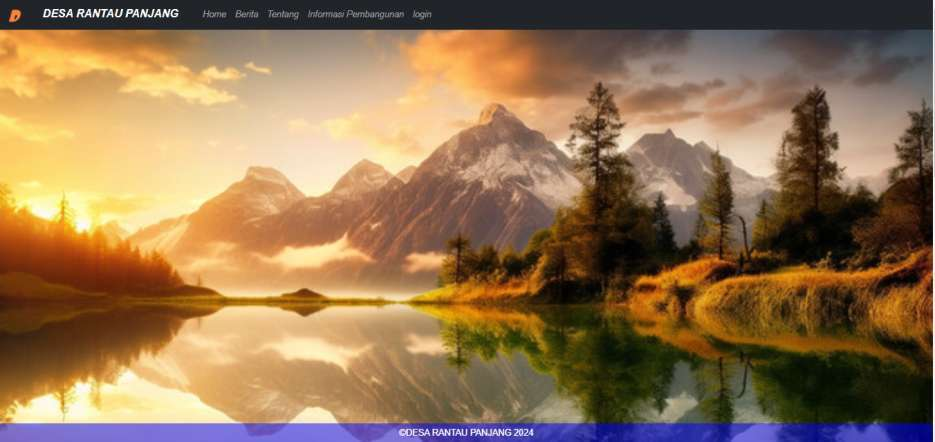 D DESA RANTAU PANJANG Home Berita Tentang Informasi Pembangunan login
©DESA RANTAU PANJANG 2024